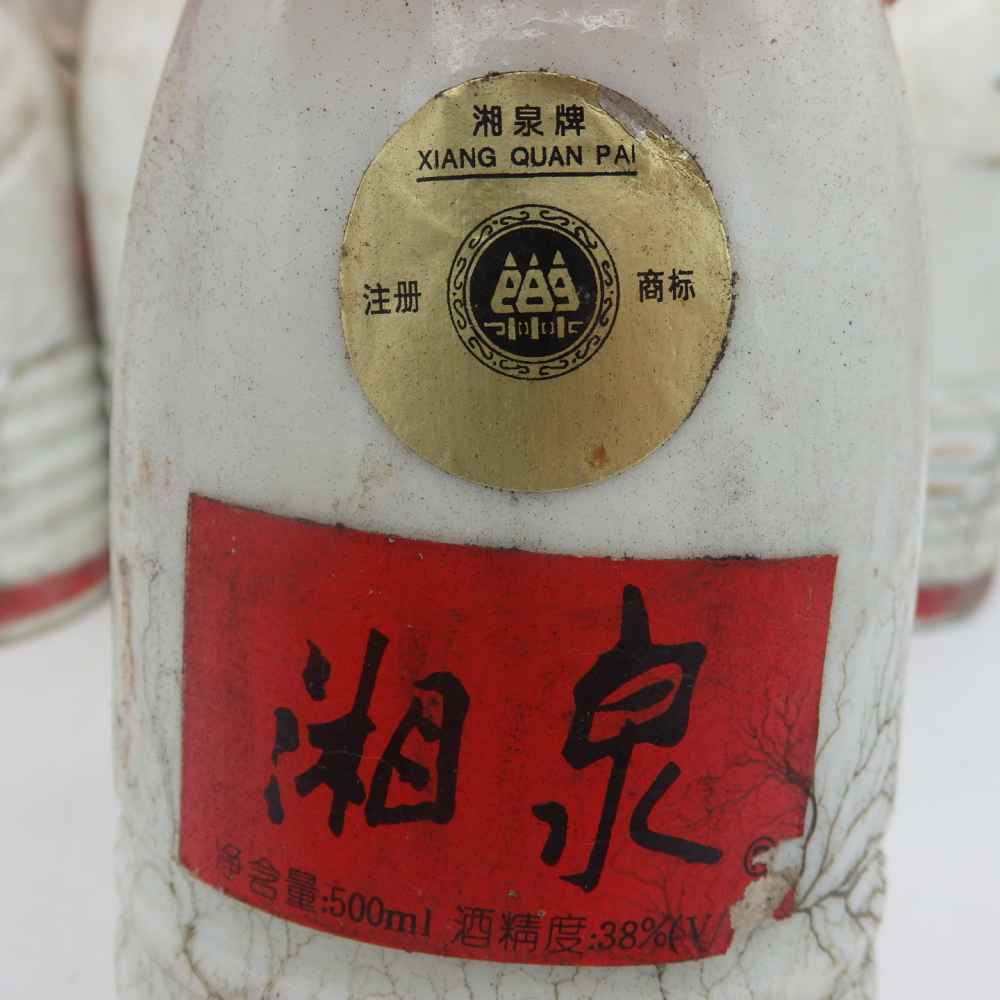 湘泉牌
XIANG QUAN PAI
注册 商标
湘泉
净含量:500ml 酒精度:38%(V/